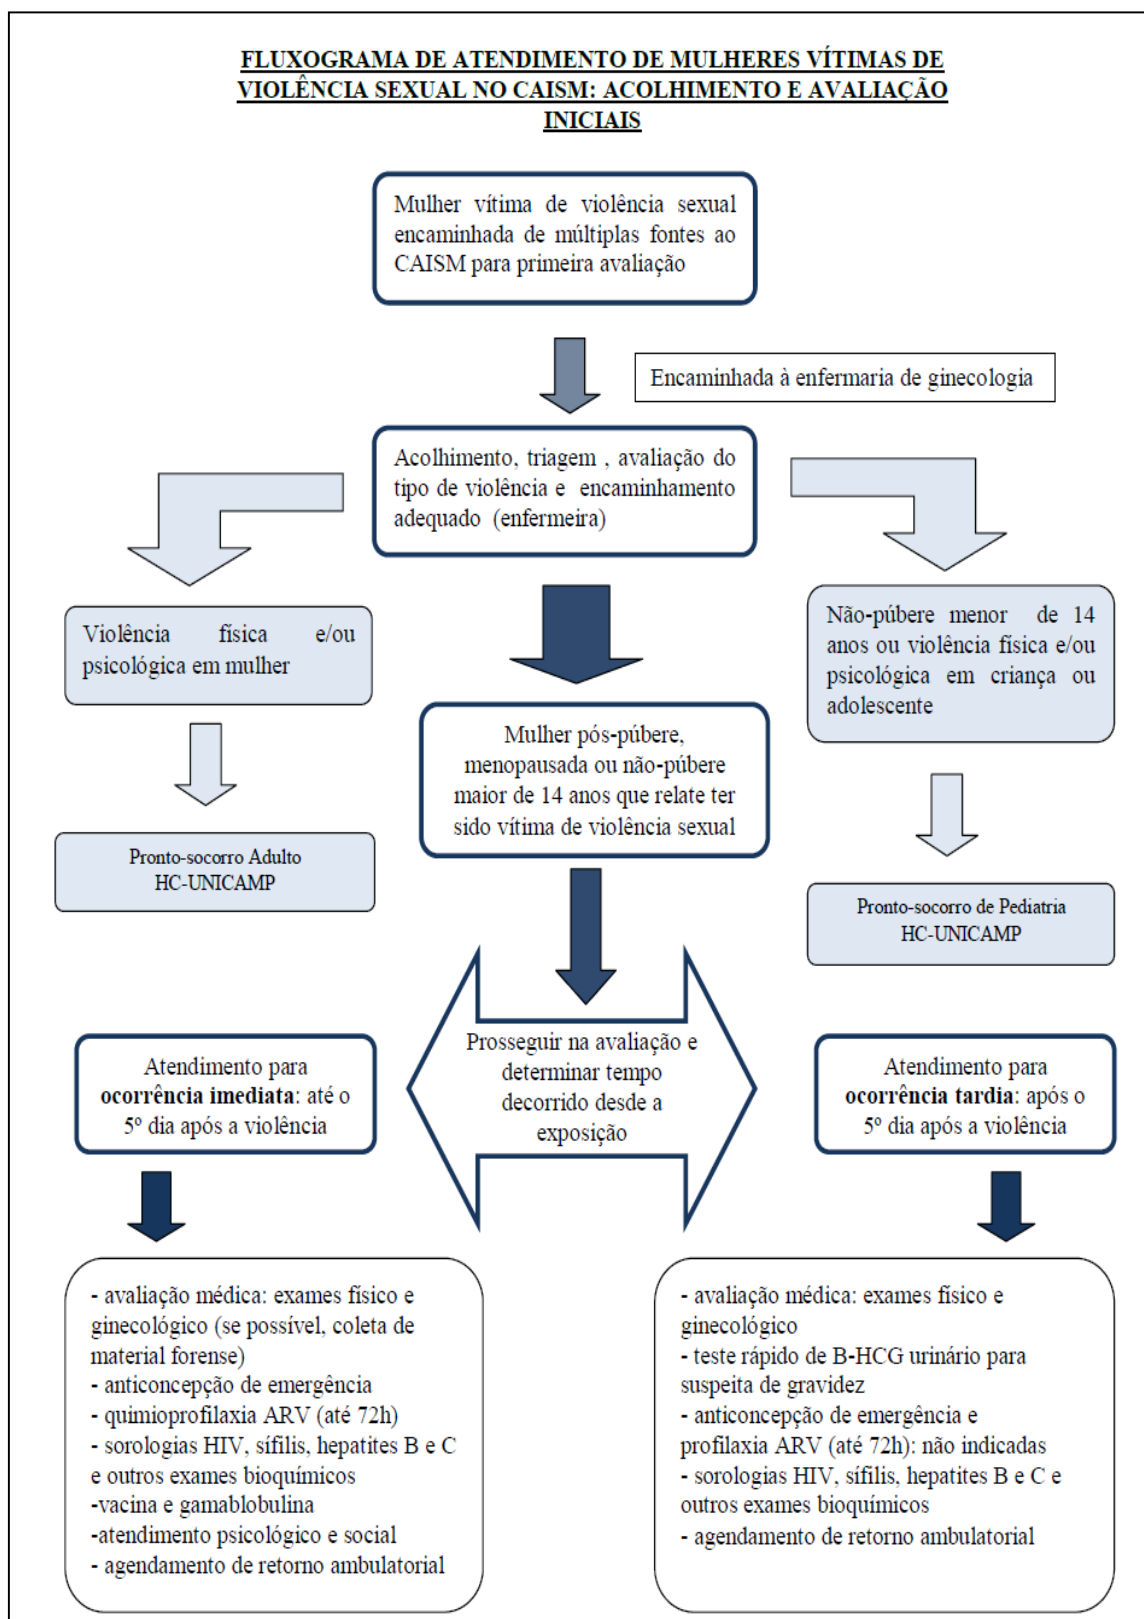 FLUXOGRAMA DE ATENDIMENTO DE MULHERES VÍTIMAS DE
VIOLÊNCIA SEXUAL NO CAISM: ACOLHIMENTO E AVALIAÇÃO
INICIAIS
Mulher vítima de violência sexual
encaminhada de múltiplas fontes ao
CAISM para primeira avaliação
Encaminhada à enfermaria de ginecologia
Acolhimento, triagem , avaliação do
tipo de violência e encaminhamento
adequado (enfermeira)
Violência física e/ou
psicológica em mulher
Não-púbere menor de 14
anos ou violência física e/ou
psicológica em criança ou
adolescente
Mulher pós-púbere,
menopausada ou não-púbere
maior de 14 anos que relate ter
sido vítima de violência sexual
Pronto-socorro Adulto
HC-UNICAMP
Pronto-socorro de Pediatria
HC-UNICAMP
Prosseguir na avaliação e
determinar tempo
decorrido desde a
exposição
Atendimento para
ocorrência imediata: até o
5º dia após a violência
Atendimento para
ocorrência tardia: após o
5º dia após a violência
- avaliação médica: exames físico e
ginecológico (se possível, coleta de
material forense)
- anticoncepção de emergência
- quimioprofilaxia ARV (até 72h)
- sorologias HIV, sífilis, hepatites B e C
e outros exames bioquímicos
-vacina e gamablobulina
-atendimento psicológico e social
- agendamento de retorno ambulatorial
- avaliação médica: exames físico e
ginecológico
- teste rápido de B-HCG urinário para
suspeita de gravidez
- anticoncepção de emergência e
profilaxia ARV (até 72h): não indicadas
- sorologias HIV, sífilis, hepatites B e C e
outros exames bioquímicos
- agendamento de retorno ambulatorial